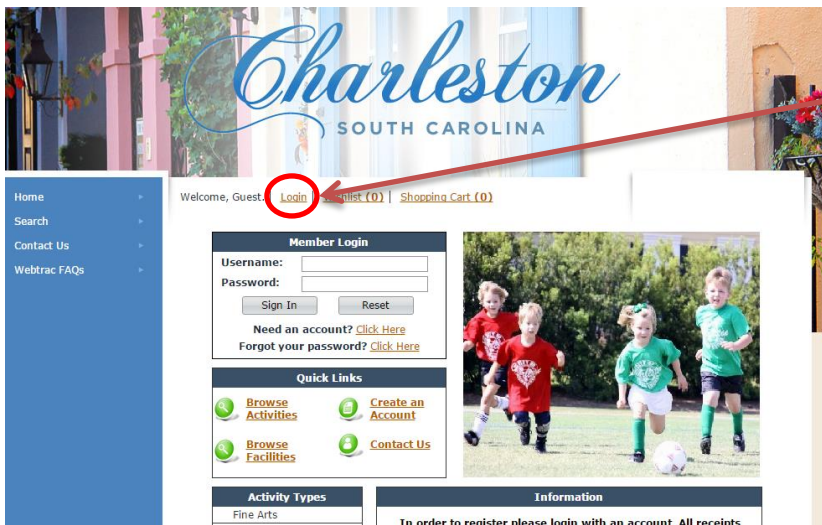 Charleston
SOUTH CAROLINA
Home
Search
Contact Us
Webtrac FAQs
Welcome, Guest. Login | Wishlist (0) | Shopping Cart (0)
Member Login
Username:
Password:
Sign In Reset
Need an account? Click Here
Forgot your password? Click Here
Quick Links
Browse Activities
Create an Account
Browse Facilities
Contact Us
Activity Types
Fine Arts
Information
In order to register please login with an account. All receipts